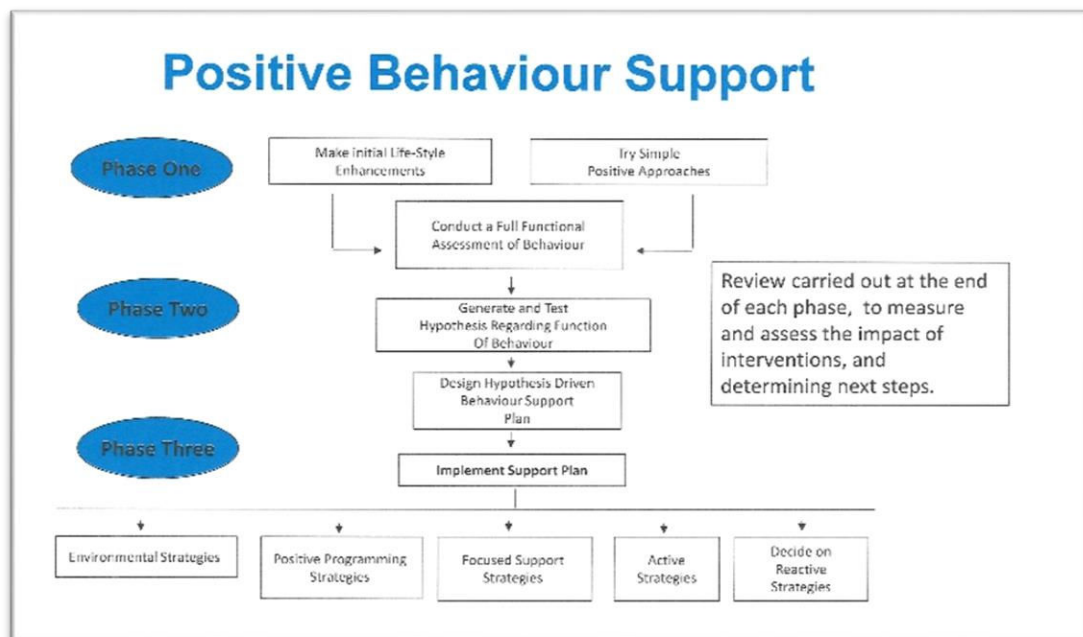 Positive Behaviour Support
Phase One
Make initial Life-Style
Enhancements
Try Simple
Positive Approaches
Conduct a Full Functional
Assessment of Behaviour
Phase Two
Generate and Test
Hypothesis Regarding Function
Of Behaviour
Review carried out at the end
of each phase, to measure
and assess the impact of
interventions, and
determining next steps.
Design Hypothesis Driven
Behaviour Support
Plan
Phase Three
Implement Support Plan
Environmental Strategies
Positive Programming
Strategies
Focused Support
Strategies
Active
Strategies
Decide on
Reactive
Strategies